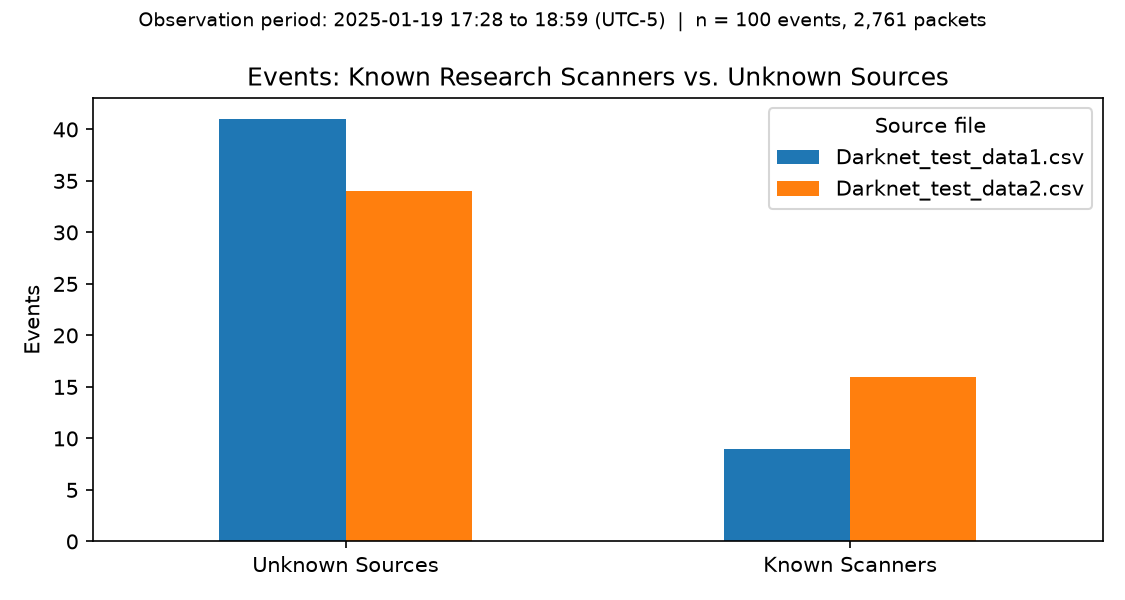 Observation period: 2025-01-19 17:28 to 18:59 (UTC-5)  |  n = 100 events, 2,761 packets
Events: Known Research Scanners vs. Unknown Sources
Source file
Darknet_test_data1.csv
Darknet_test_data2.csv
Events
40
35
30
25
20
15
10
5
0
Unknown Sources
Known Scanners